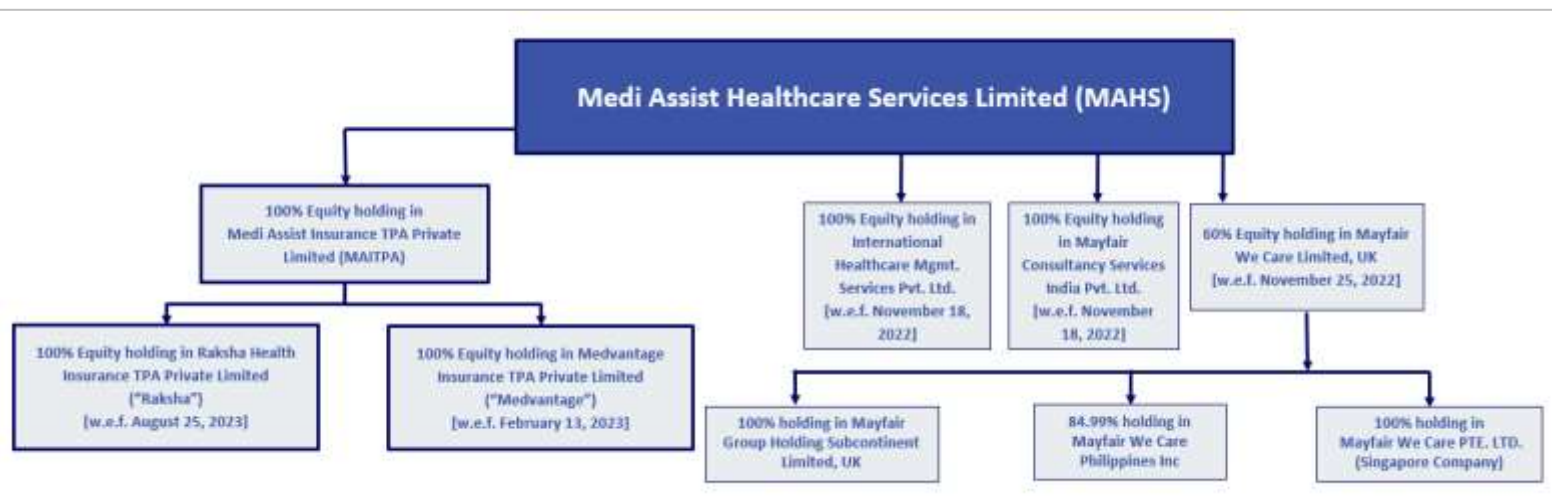 Medi Assist Healthcare Services Limited (MAHS)
100% Equity holding in
Medi Assist Insurance TPA Private
Limited (MAITPA)
100% Equity holding in
International
Healthcare Mgmt.
Services Pvt. Ltd.
[w.e.f. November 18,
2022]
100% Equity holding
in Mayfair
Consultancy Services
India Pvt. Ltd.
[w.e.f. November
18, 2022]
60% Equity holding in Mayfair
We Care Limited, UK
[w.e.f. November 25, 2022]
100% Equity holding in Raksha Health
Insurance TPA Private Limited
("Raksha")
[w.e.f. August 25, 2023]
100% Equity holding in Medvantage
Insurance TPA Private Limited
("Medvantage")
[w.e.f. February 13, 2023]
100% holding in Mayfair
Group Holding Subcontinent
Limited, UK
84.99% holding in
Mayfair We Care
Philippines Inc
100% holding in
Mayfair We Care PTE. LTD.
(Singapore Company)